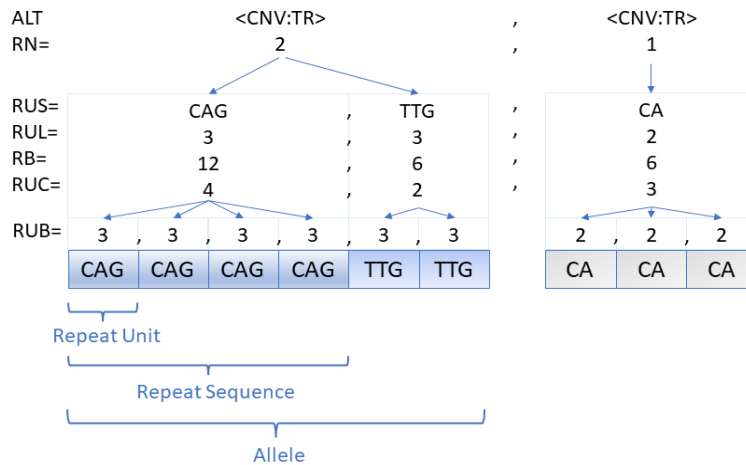 ALT <CNV:TR> , <CNV:TR>
RN= 2 , 1
RUS= CAG , TTG , CA
RUL= 3 , 3 , 2
RB= 12 , 6 , 6
RUC= 4 , 2 , 3
RUB= 3 , 3 , 3 , 3 , 3 , 3 2 , 2 , 2
CAG CAG CAG CAG TTG TTG CA CA CA
Repeat Unit
Repeat Sequence
Allele